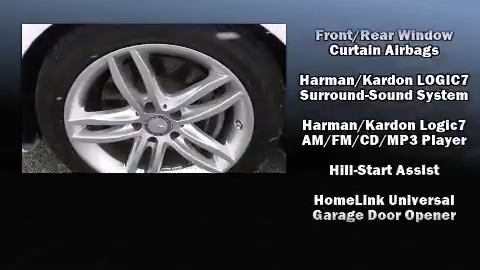 Front/Rear Window
Curtain Airbags
Harman/Kardon LOGIC7
Surround-Sound System
Harman/Kardon Logic7
AM/FM/CD/MP3 Player
Hill-Start Assist
HomeLink Universal
Garage Door Opener